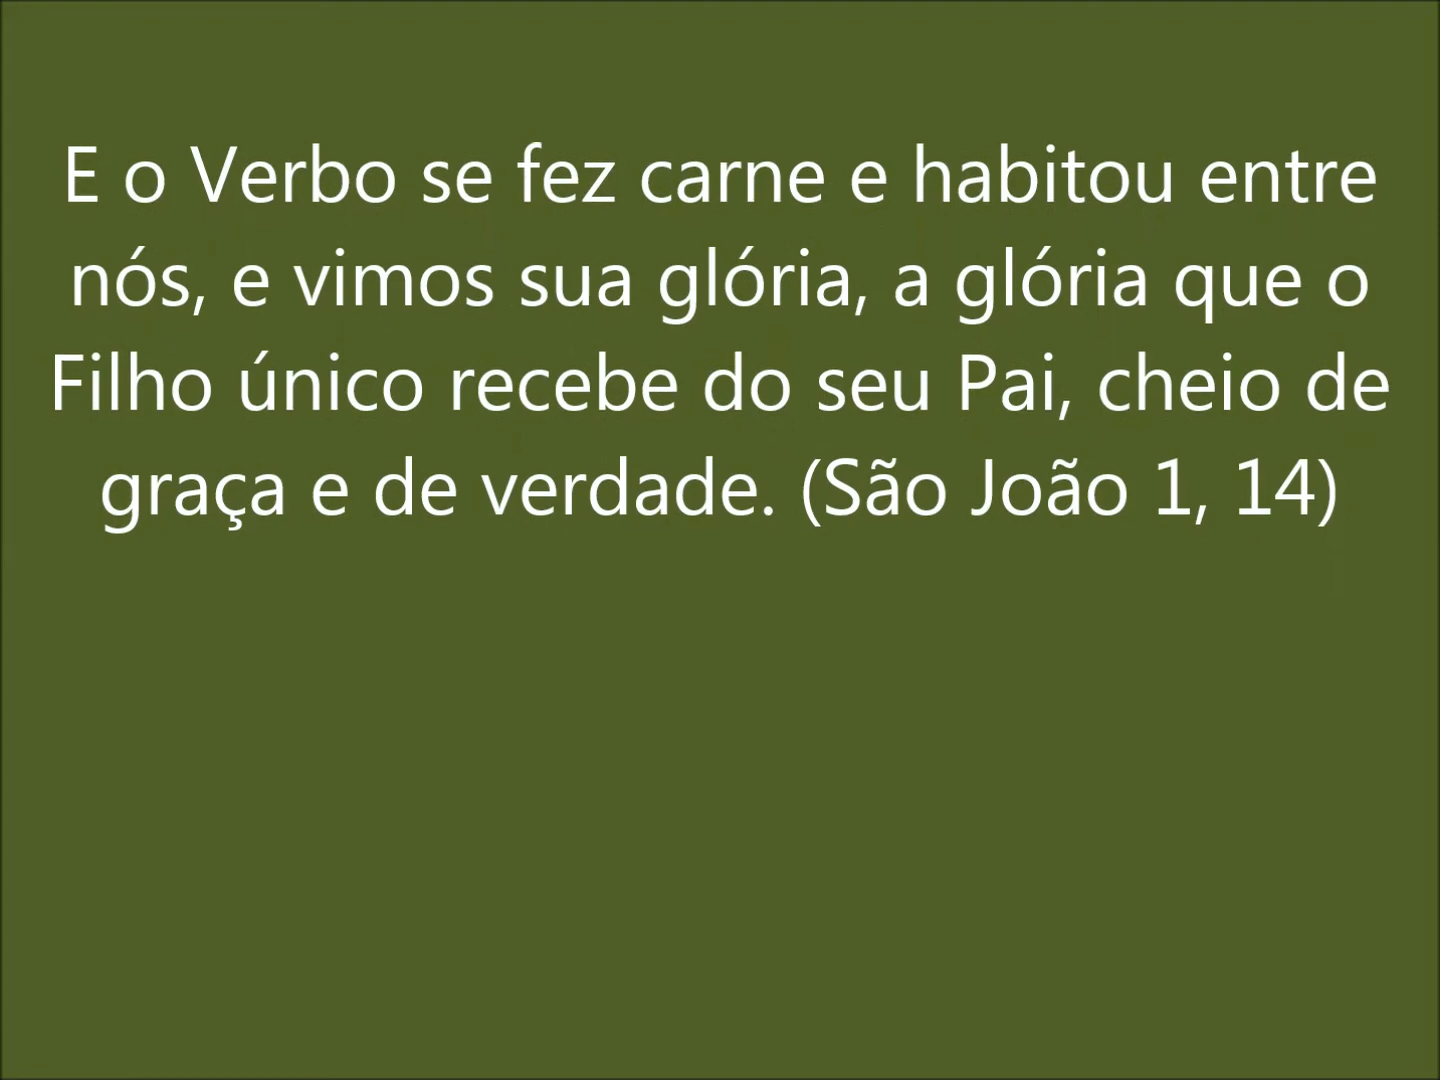 E o Verbo se fez carne e habitou entre
nós, e vimos sua glória, a glória que o
Filho único recebe do seu Pai, cheio de
graça e de verdade. (São João 1, 14)